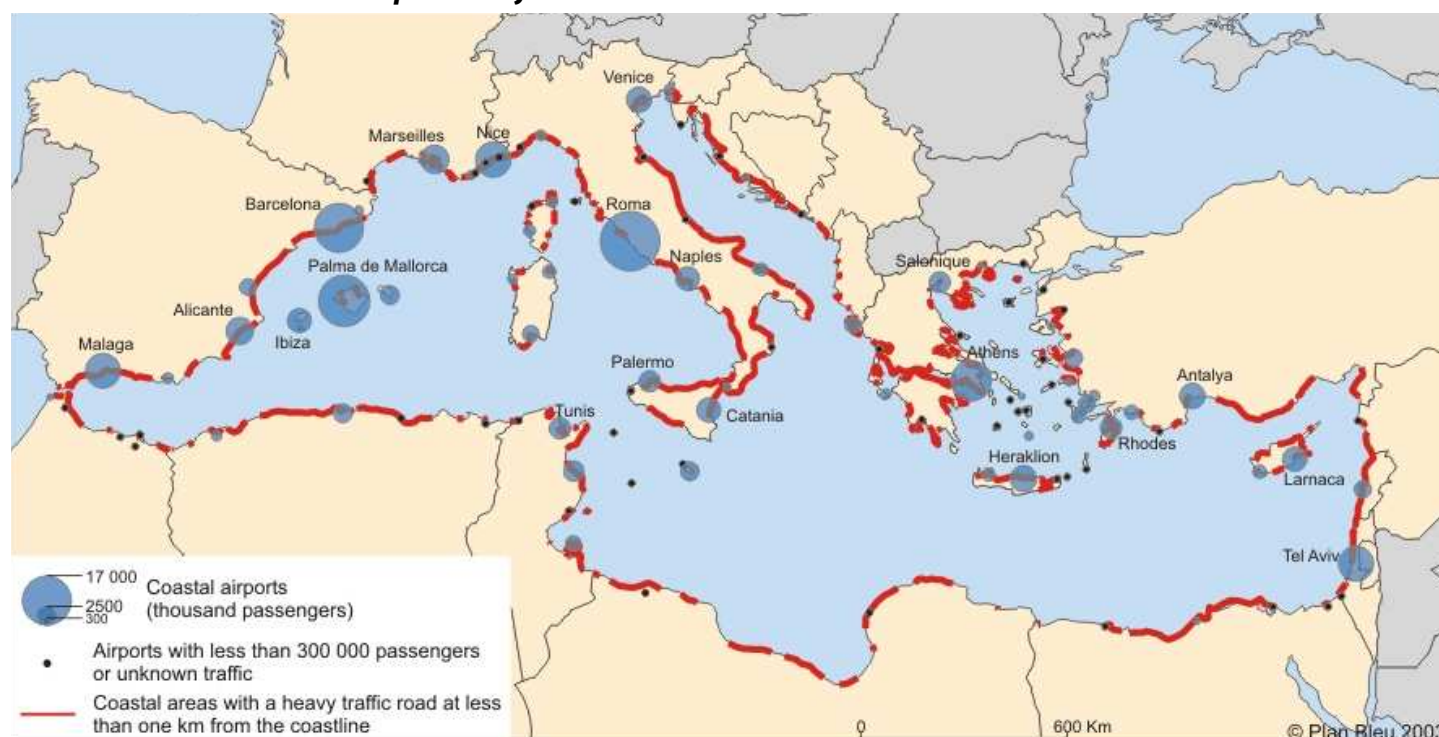 Venice
Marseilles
Nice
Barcelona
Roma
Palma de Mallorca
Naples
Salonique
Alicante
Ibiza
Malaga
Palermo
Athens
Antalya
Tunis
Catania
Rhodes
Heraklion
Larnaca
Tel Aviv
17 000
2500
300
Coastal airports
(thousand passengers)
Airports with less than 300 000 passengers
or unknown traffic
Coastal areas with a heavy traffic road at less
than one km from the coastline
0 600 Km
© Plan Bleu